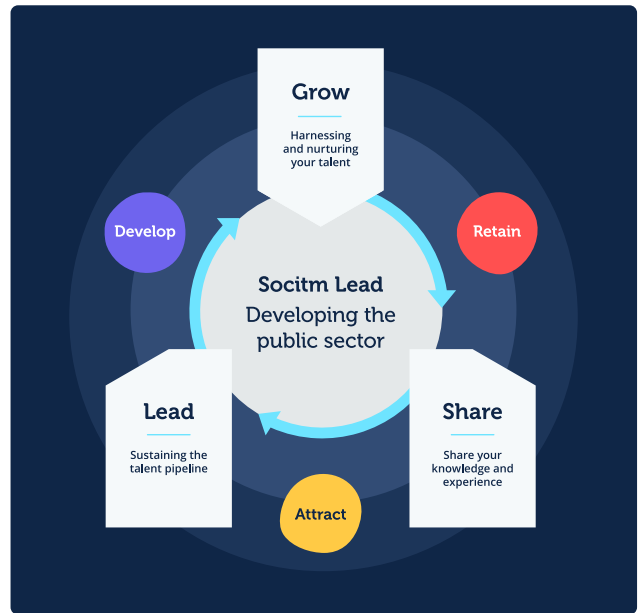 Grow
Harnessing
and nurturing
your talent
Develop
Retain
Socitm Lead
Developing the
public sector
Lead
Sustaining the
talent pipeline
Share
Share your
knowledge and
experience
Attract